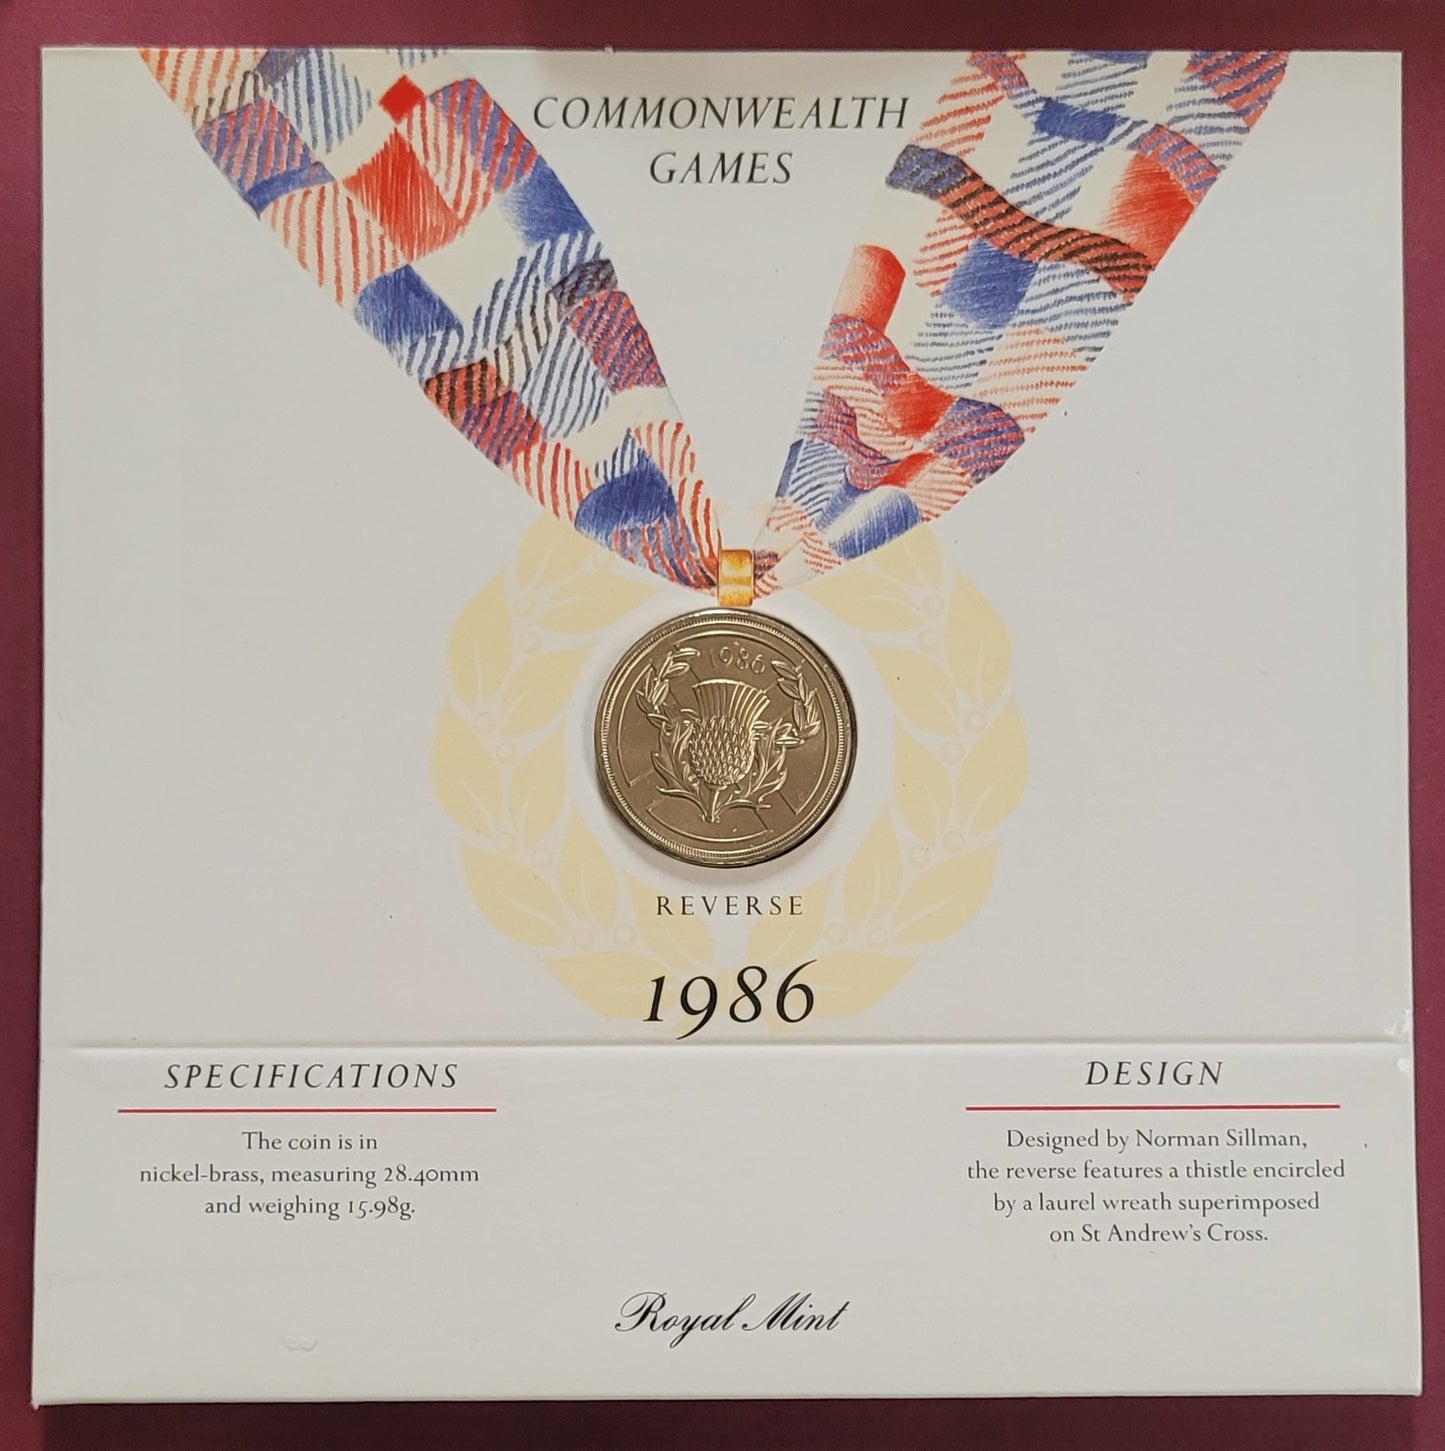 COMMONWEALTH
GAMES
1986
REVERSE
1986
SPECIFICATIONS
The coin is in
nickel-brass, measuring 28.40mm
and weighing 15.98g.
DESIGN
Designed by Norman Sillman,
the reverse features a thistle encircled
by a laurel wreath superimposed
on St Andrew's Cross.
Royal Mint